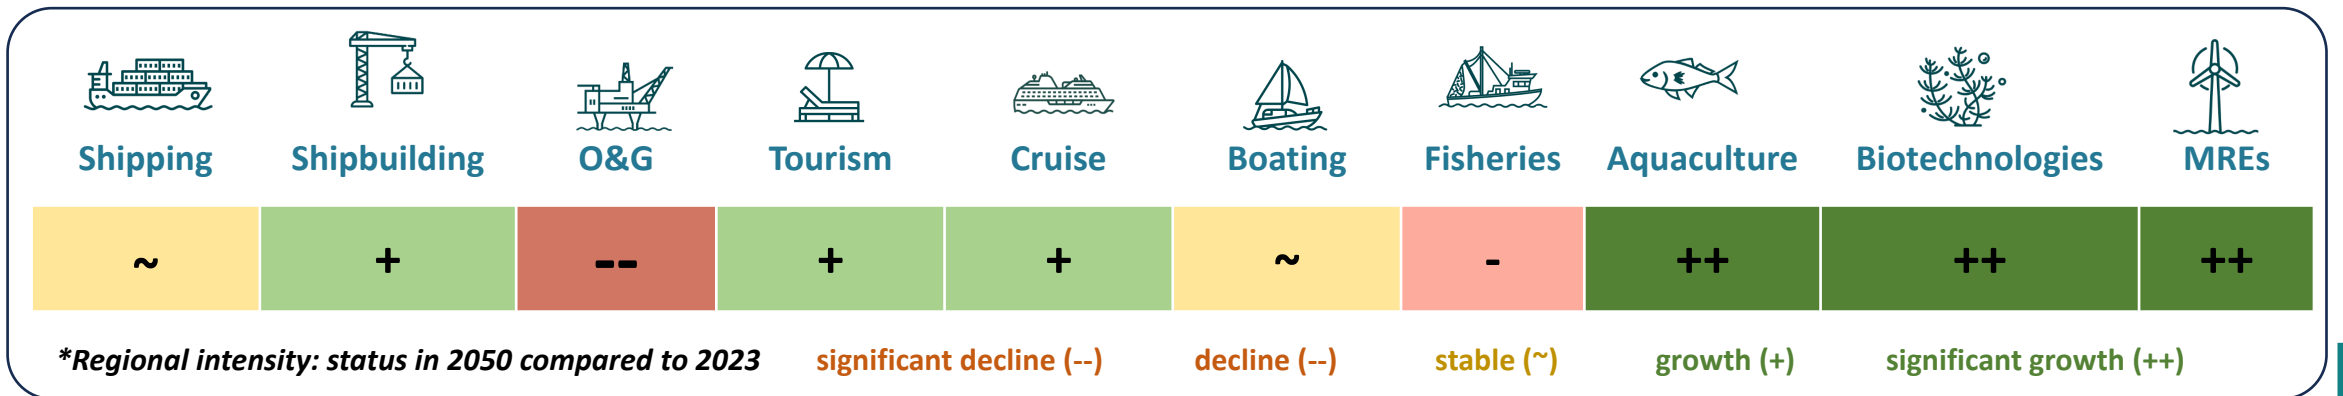 Shipping Shipbuilding O&G Tourism Cruise Boating Fisheries Aquaculture Biotechnologies MREs
~ + -- + + ~ - ++ ++ ++
*Regional intensity: status in 2050 compared to 2023 significant decline (--) decline (--) stable (~) growth (+) significant growth (++)